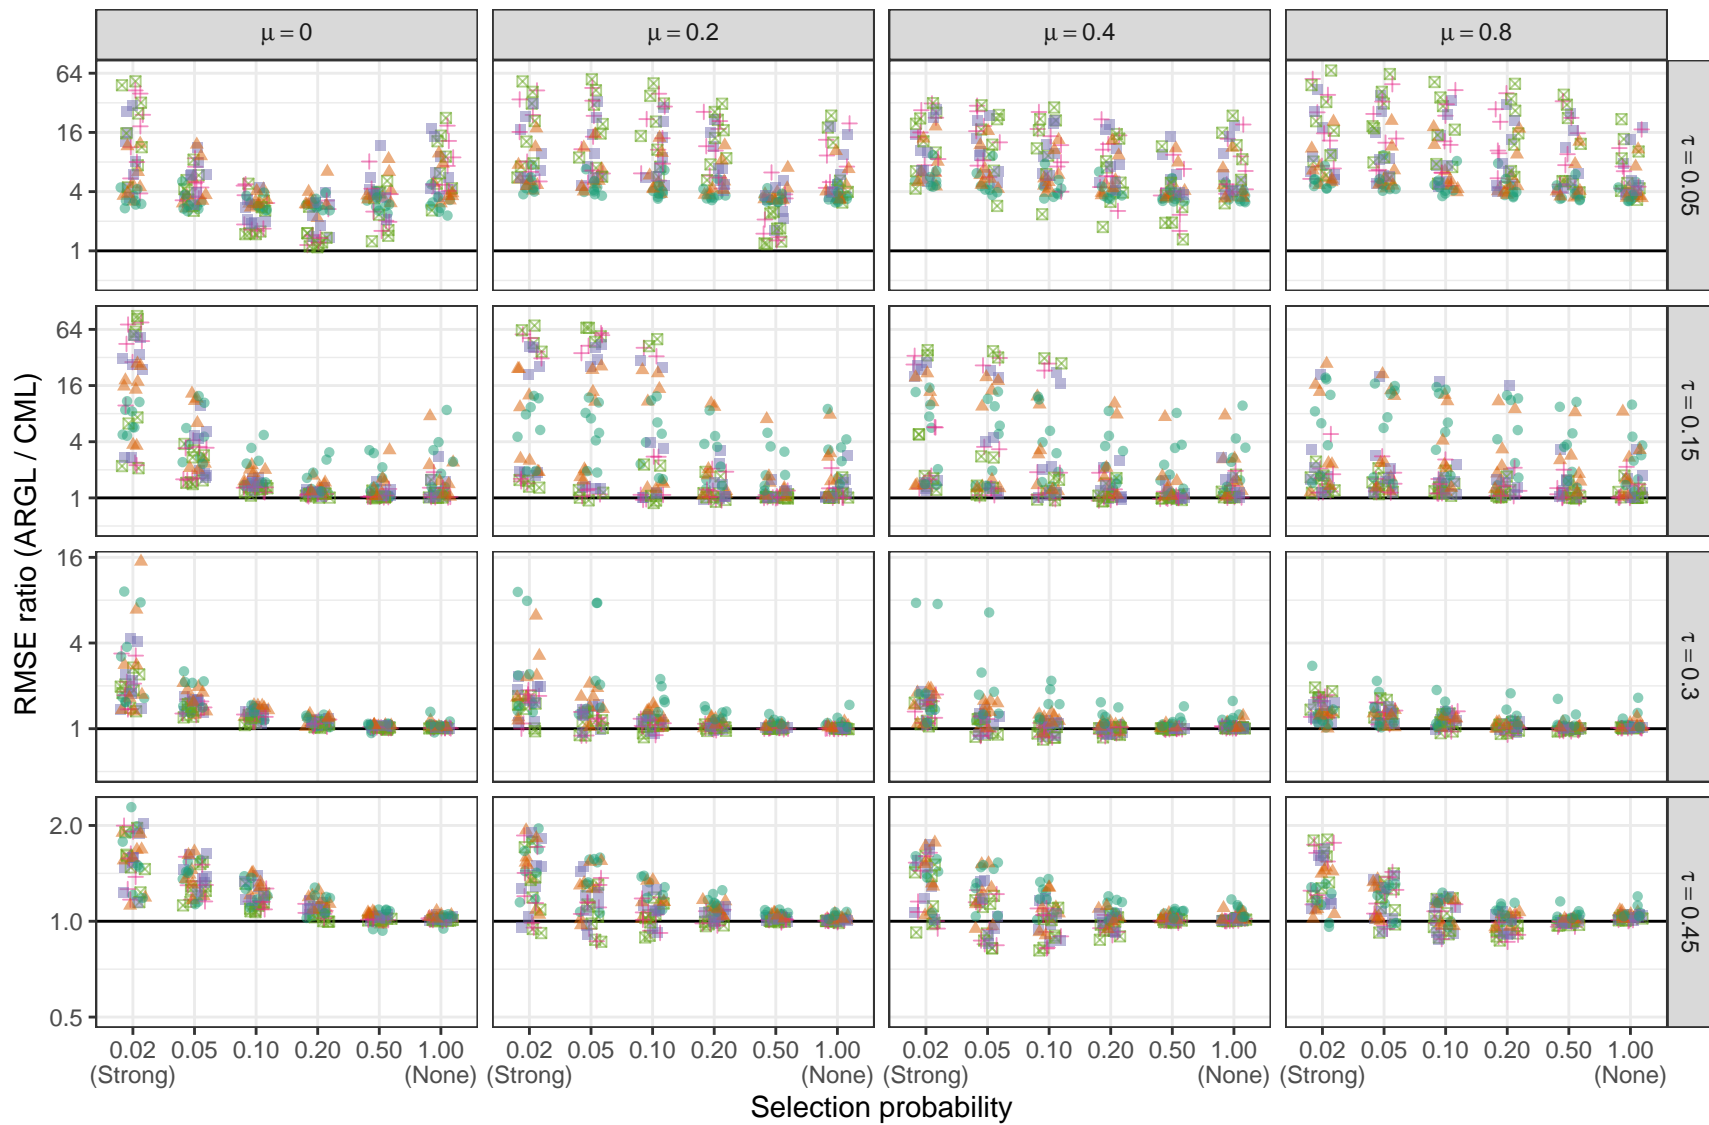 μ = 0
μ = 0.2
μ = 0.4
μ = 0.8
64
16
4
1
τ = 0.05
64
16
4
1
τ = 0.15
16
4
1
τ = 0.3
2.0
1.0
0.5
τ = 0.45
RMSE ratio (ARGL / CML)
0.02 0.05 0.10 0.20 0.50 1.00 0.02 0.05 0.10 0.20 0.50 1.00 0.02 0.05 0.10 0.20 0.50 1.00 0.02 0.05 0.10 0.20 0.50 1.00
(Strong) (None) (Strong) (None) (Strong) (None) (Strong) (None)
Selection probability